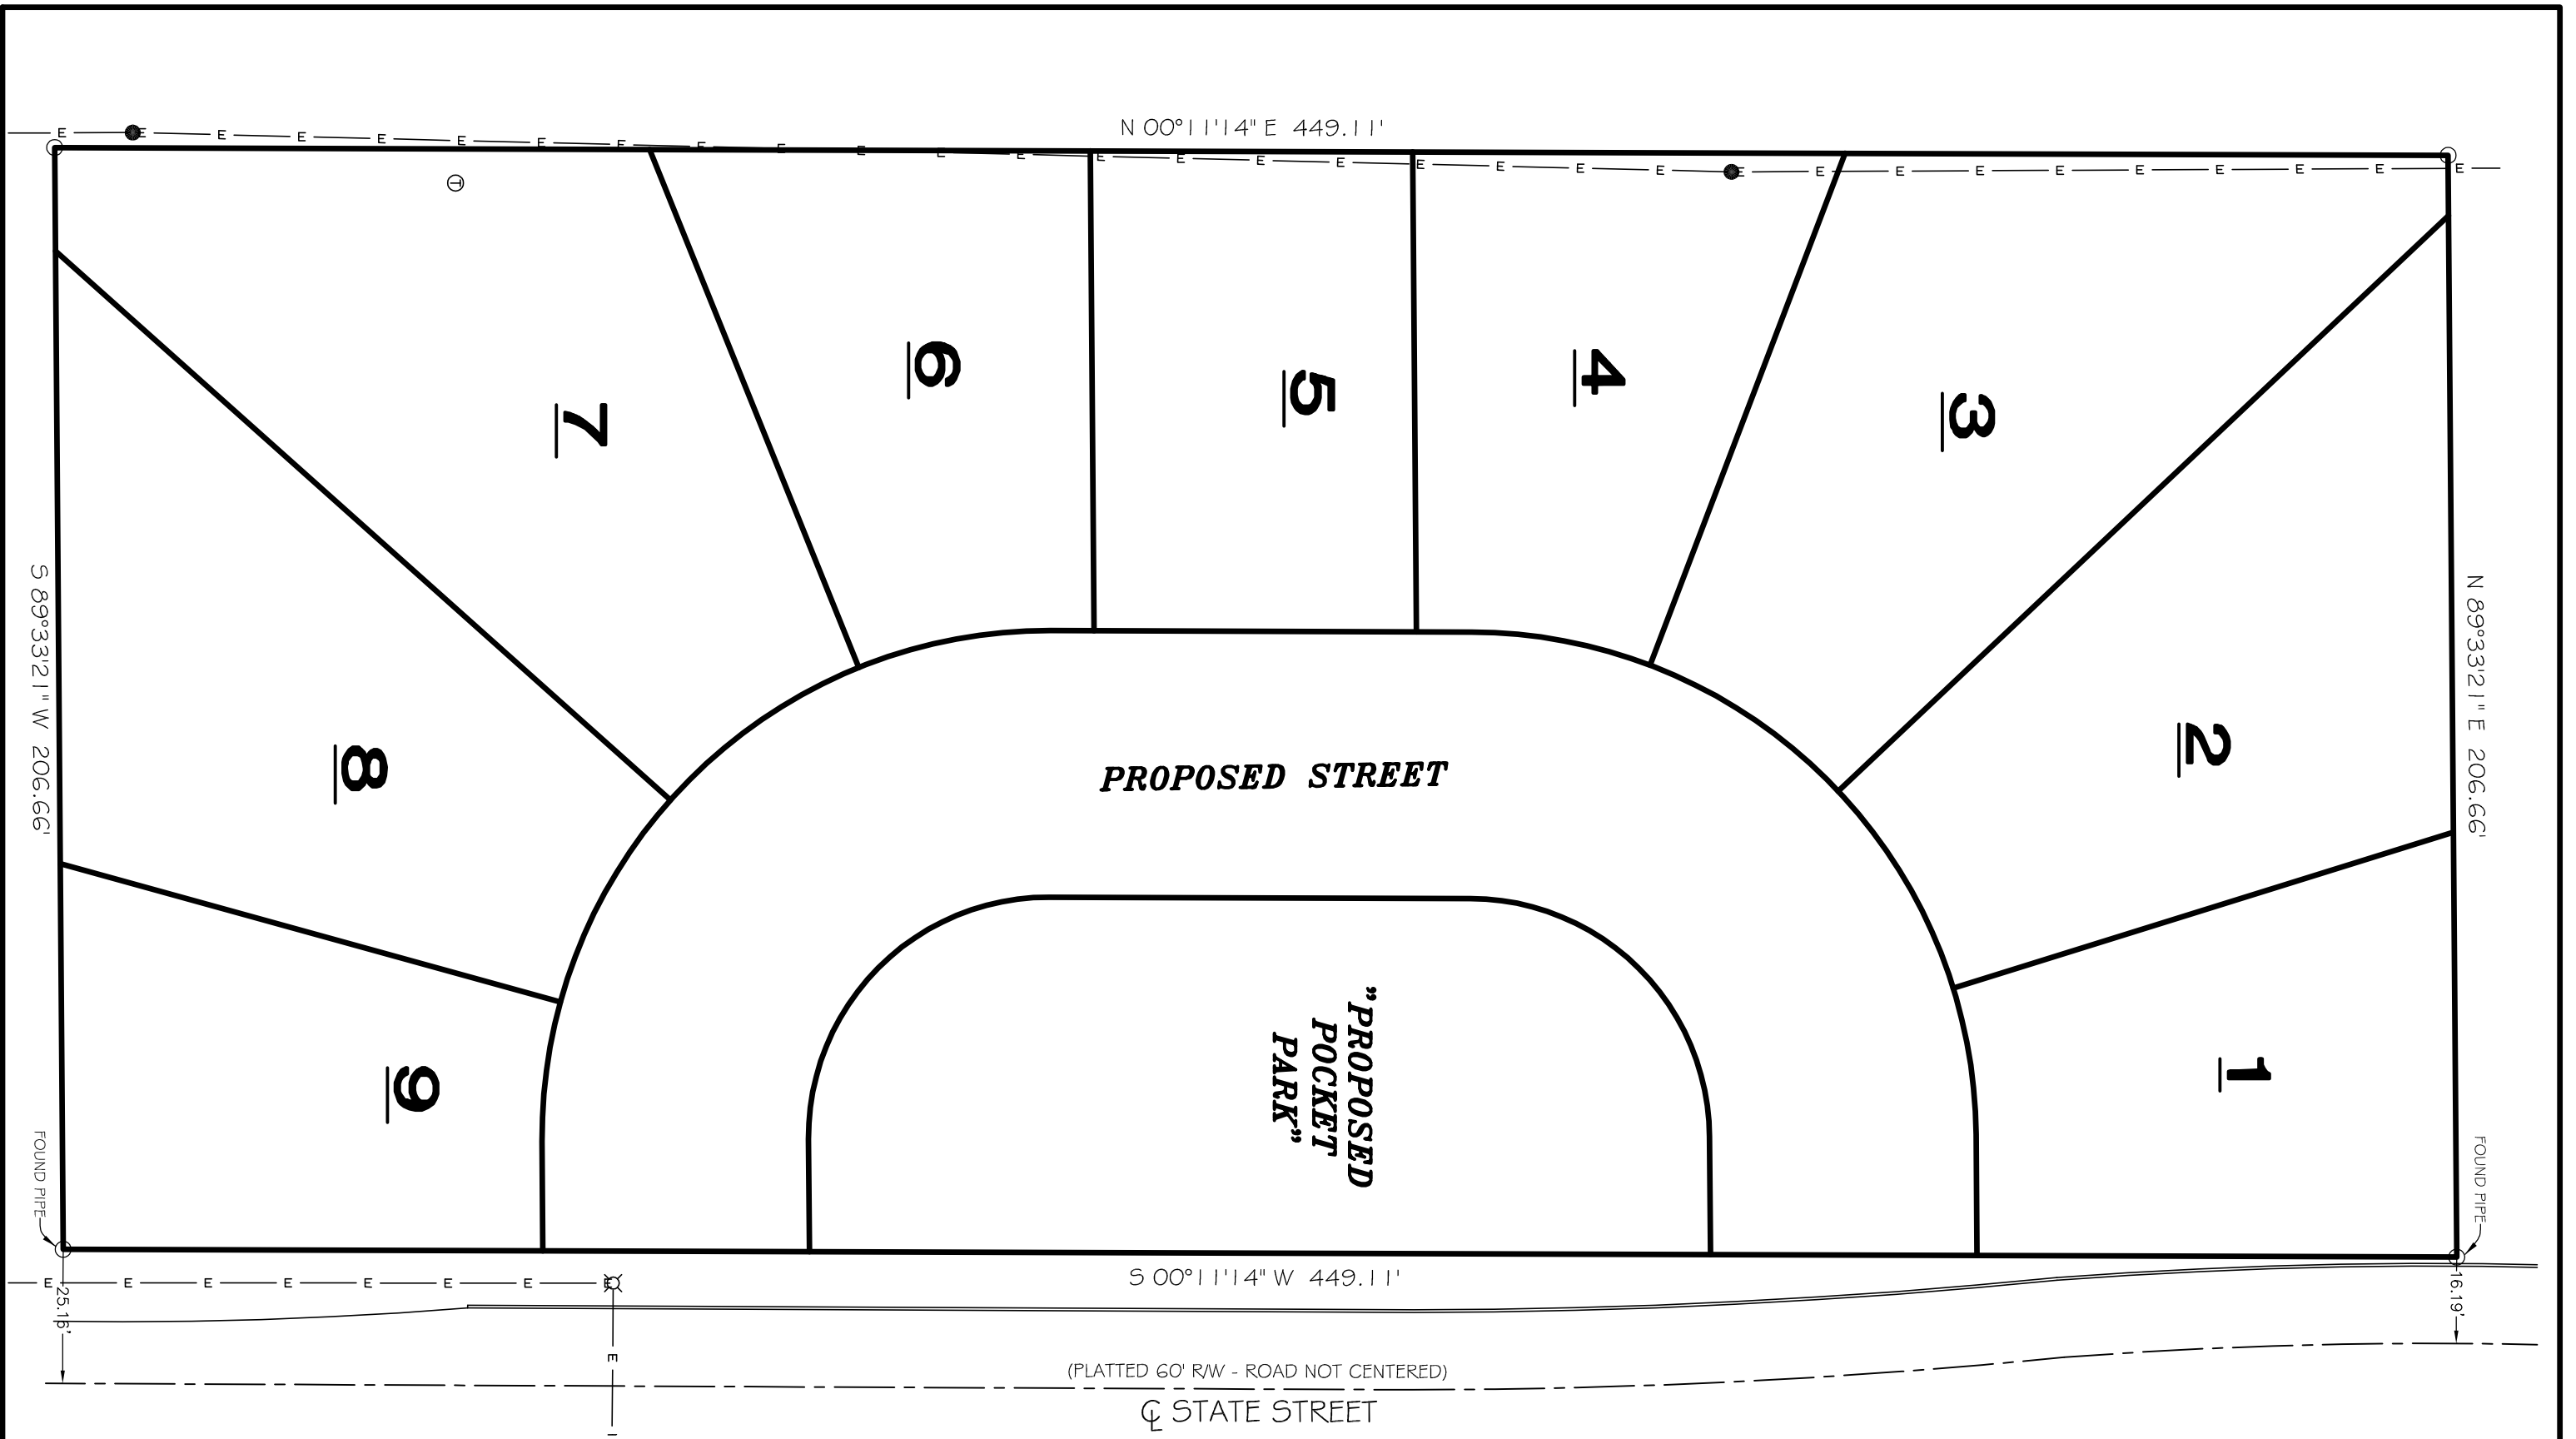 N 00°11'14" E 449.11'
E E E E E E E E E E E E E E E E E E E E E E E E E E E E E E E
T
7
6
5
4
3
8
2
9
1
S 89°33'21" W 206.66'
N 89°33'21" E 206.66'
PROPOSED STREET
"PROPOSED
POCKET
PARK"
FOUND PIPE
FOUND PIPE
S 00°11'14" W 449.11'
E E E E E E E E
E
25.16'
16.19'
(PLATTED 60' R/W - ROAD NOT CENTERED)
℄ STATE STREET